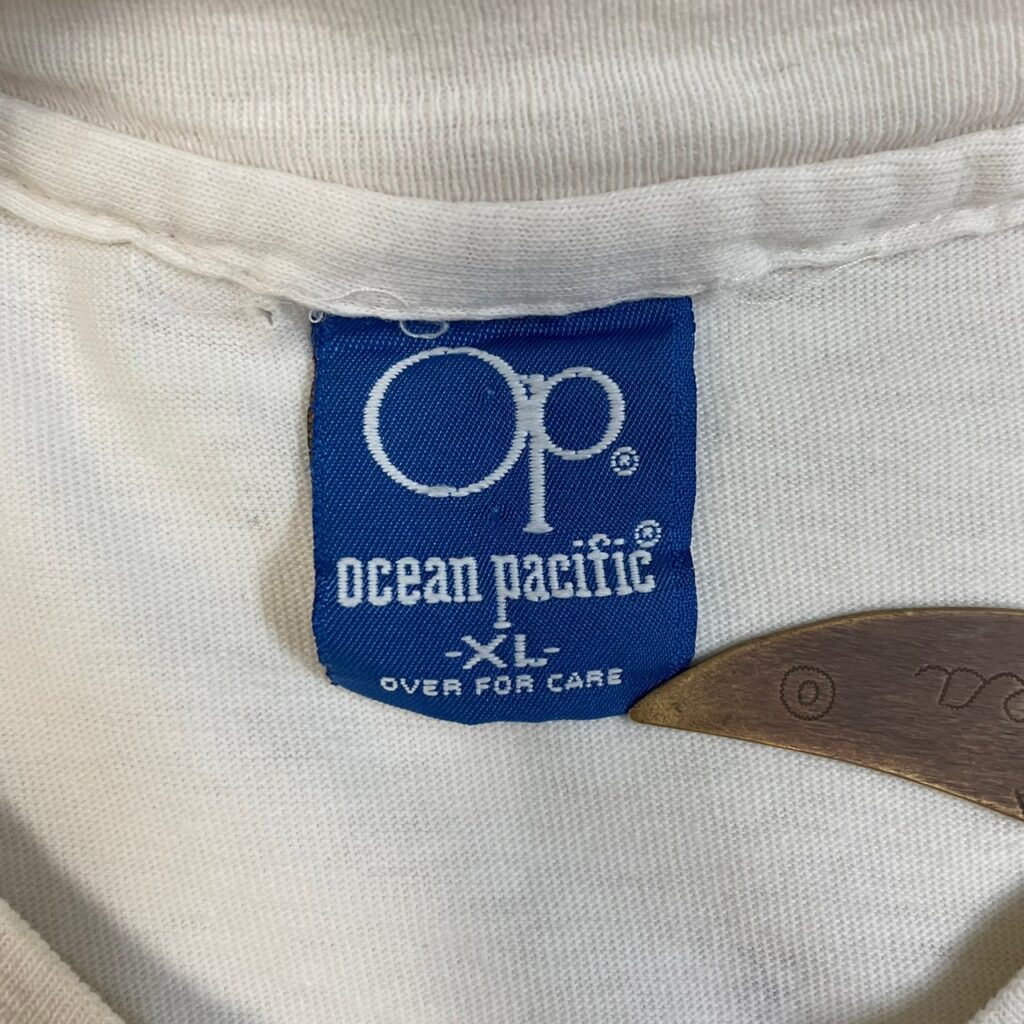 Op®
ocean pacific®
-XL-
OVER FOR CARE